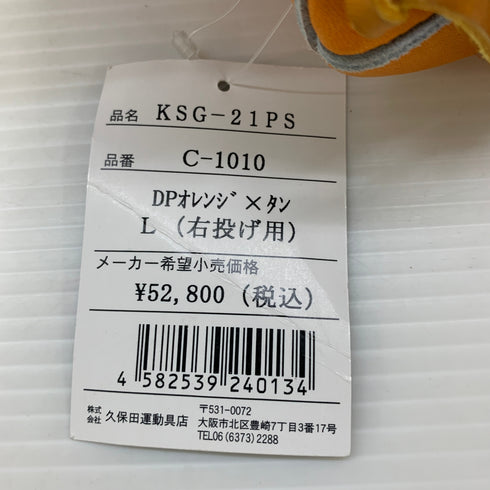 品名 KSG-21PS
品番 C-1010
DPｵﾚﾝｼﾞ×ﾀﾝ
L (右投げ用)
メーカー希望小売価格
¥52,800 (税込)
4 582539 240134
株式会社 久保田運動具店
〒531-0072
大阪市北区豊崎7丁目3番17号
TEL06(6373)2288